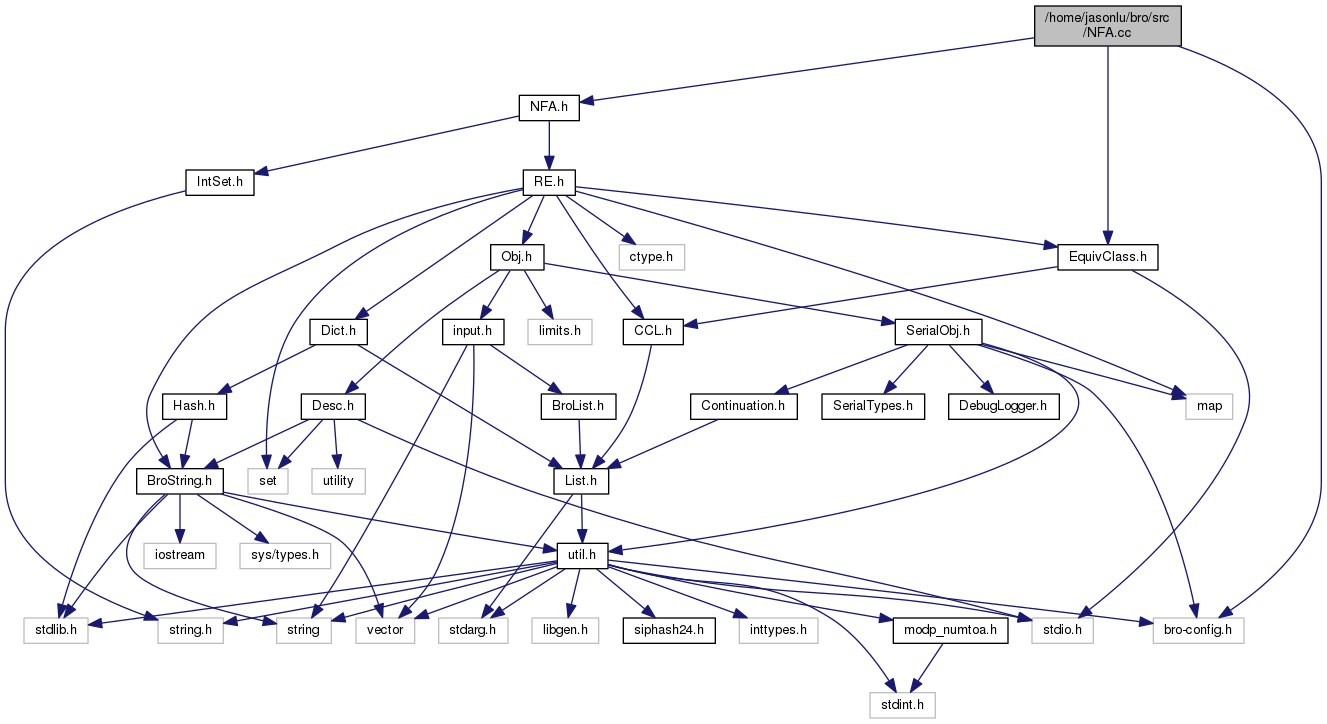 /home/jasonlu/bro/src
/NFA.cc
NFA.h
IntSet.h
RE.h
Obj.h
ctype.h
EquivClass.h
Dict.h
input.h
limits.h
CCL.h
SerialObj.h
Hash.h
Desc.h
BroList.h
Continuation.h
SerialTypes.h
DebugLogger.h
map
BroString.h
set
utility
List.h
iostream
sys/types.h
util.h
stdlib.h
string.h
string
vector
stdarg.h
libgen.h
siphash24.h
inttypes.h
modp_numtoa.h
stdio.h
bro-config.h
stdint.h